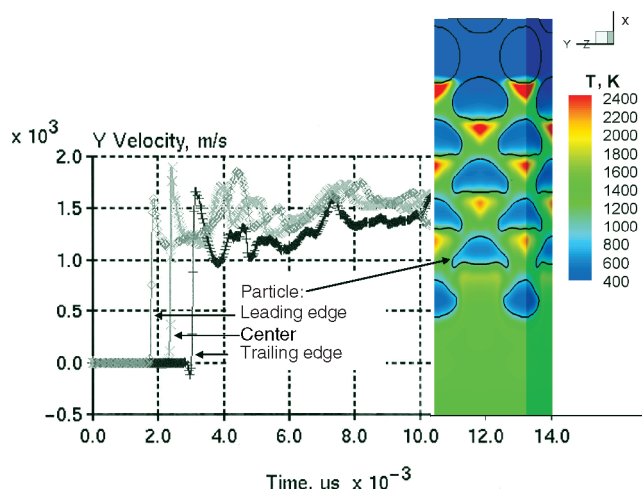 X
Y Z
T, K
2400
2200
2000
1800
1600
1400
1200
1000
800
600
400
x 10³
Y Velocity, m/s
2.0
1.5
1.0
0.5
0.0
−0.5
Particle:
Leading edge
Center
Trailing edge
0.0 2.0 4.0 6.0 8.0 10.0 12.0 14.0
Time, us x 10⁻³